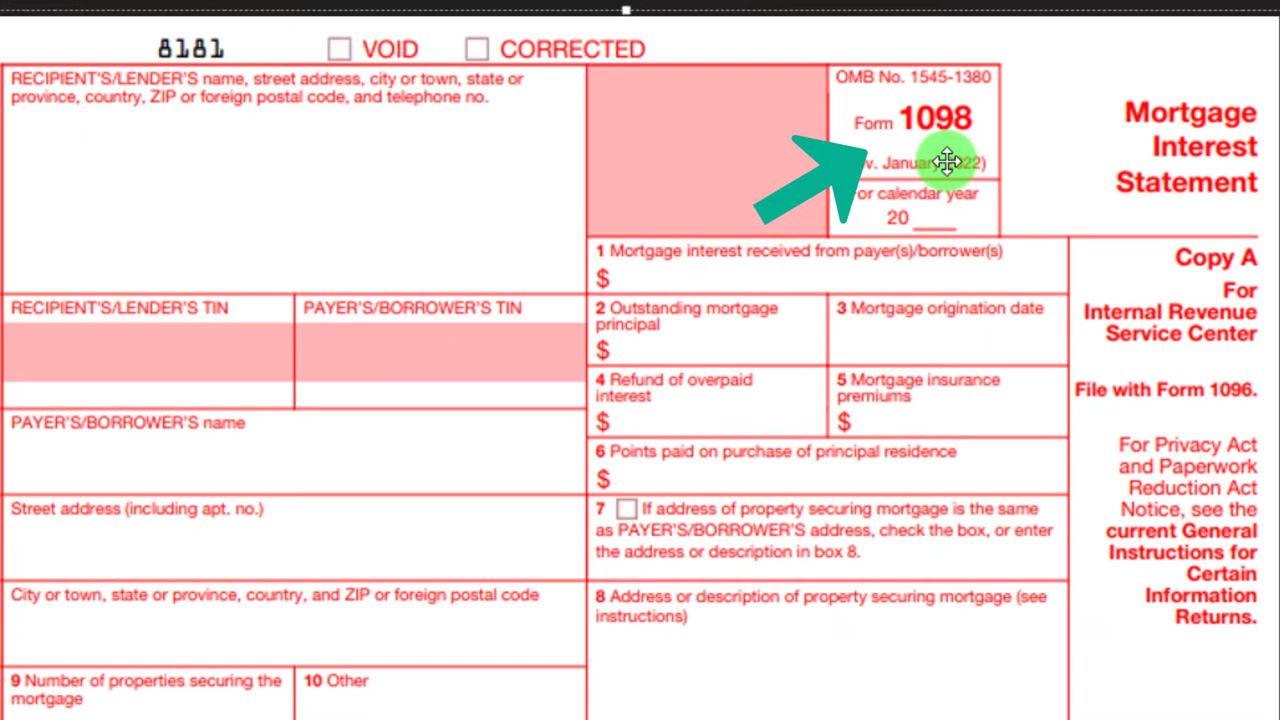 8181 VOID CORRECTED
RECIPIENT'S/LENDER'S name, street address, city or town, state or
province, country, ZIP or foreign postal code, and telephone no.
OMB No. 1545-1380
Form 1098
v. January 22)
or calendar year
20
Mortgage
Interest
Statement
1 Mortgage interest received from payer(s)/borrower(s)
$
Copy A
For
Internal Revenue
Service Center
File with Form 1096.
For Privacy Act
and Paperwork
Reduction Act
Notice, see the
current General
Instructions for
Certain
Information
Returns.
RECIPIENT'S/LENDER'S TIN
PAYER'S/BORROWER'S TIN
2 Outstanding mortgage
principal
$
3 Mortgage origination date
4 Refund of overpaid
interest
$
5 Mortgage insurance
premiums
$
PAYER'S/BORROWER'S name
6 Points paid on purchase of principal residence
$
Street address (including apt. no.)
7 If address of property securing mortgage is the same
as PAYER'S/BORROWER'S address, check the box, or enter
the address or description in box 8.
City or town, state or province, country, and ZIP or foreign postal code
8 Address or description of property securing mortgage (see
instructions)
9 Number of properties securing the
mortgage
10 Other